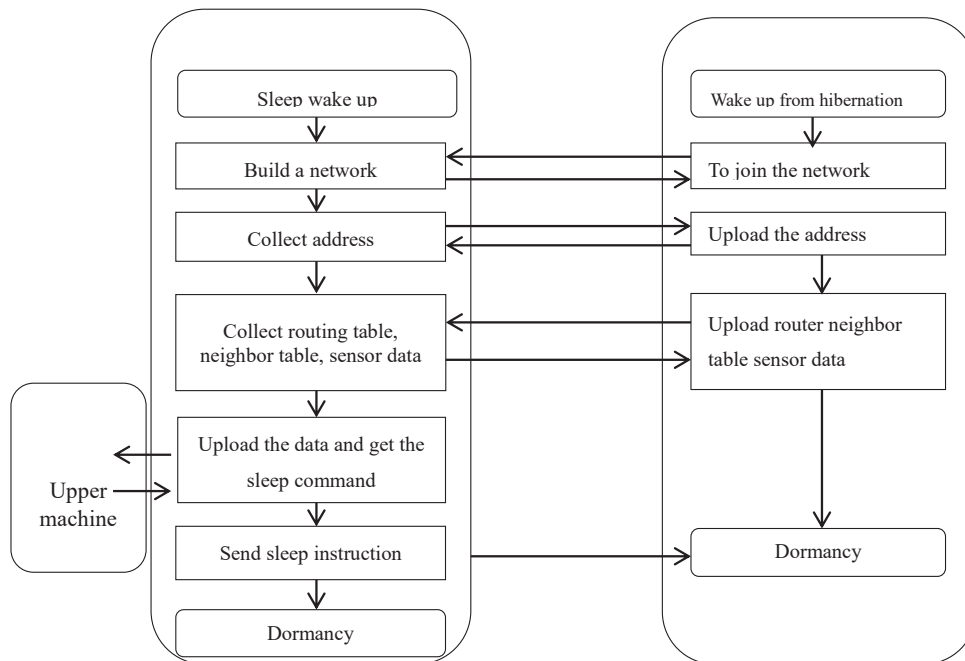 Sleep wake up
Build a network
Collect address
Collect routing table,
neighbor table, sensor data
Upload the data and get the
sleep command
Send sleep instruction
Dormancy
Upper
machine
Wake up from hibernation
To join the network
Upload the address
Upload router neighbor
table sensor data
Dormancy